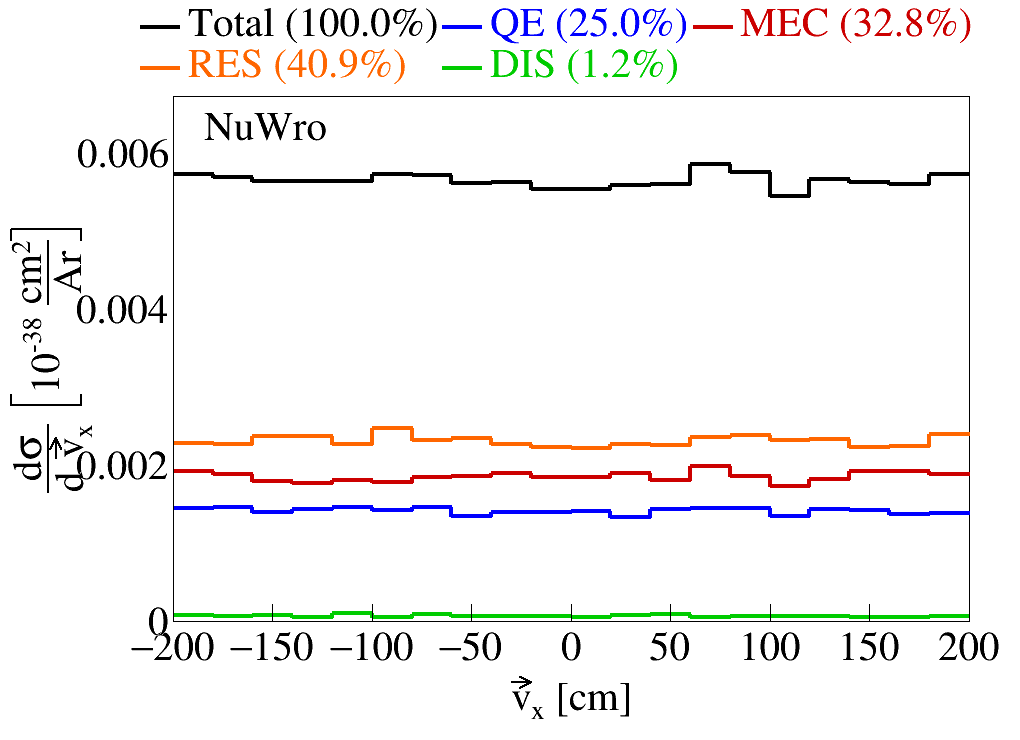 Total (100.0%) QE (25.0%) MEC (32.8%)
RES (40.9%) DIS (1.2%)
NuWro
0.006
0.004
0.002
0
dσ/dv⃗ₓ [10⁻³⁸ cm²/Ar]
−200 −150 −100 −50 0 50 100 150 200
v⃗ₓ [cm]